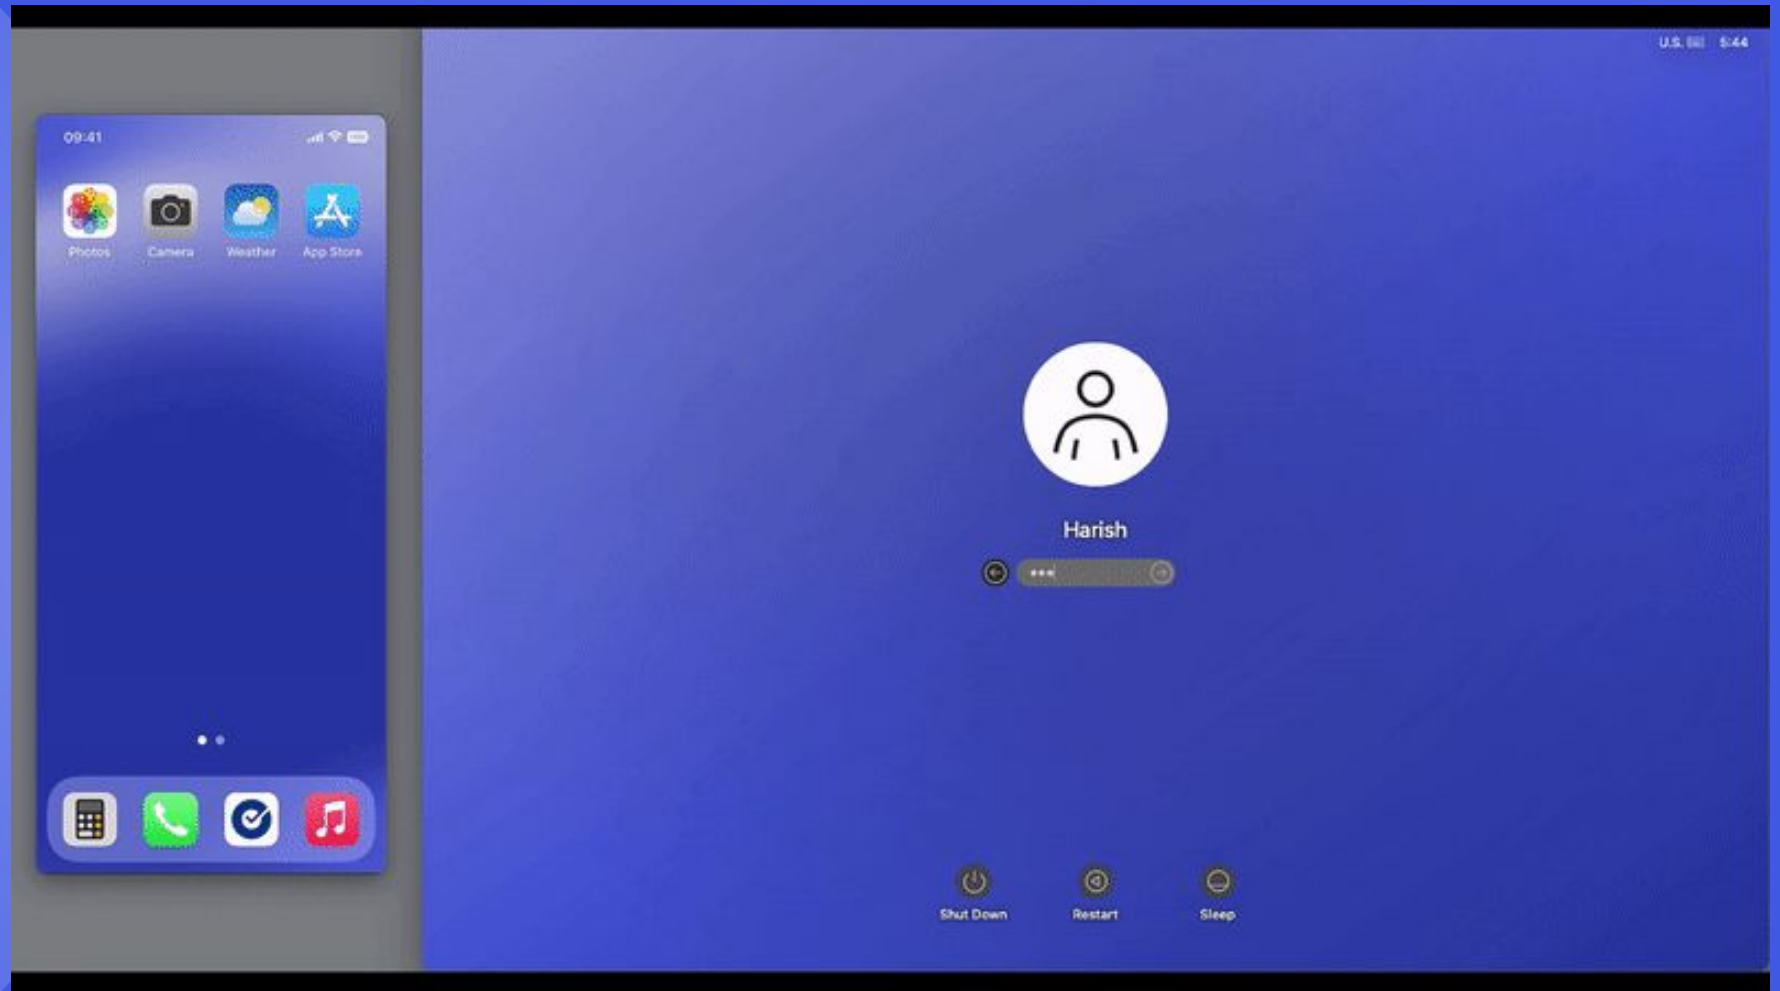 09:41
Photos Camera Weather App Store
U.S. 5:44
Harish
Shut Down Restart Sleep